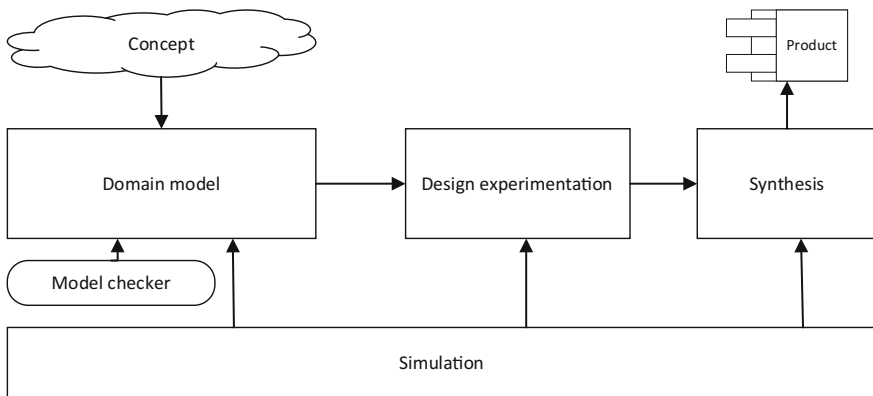 Concept
Product
Domain model
Design experimentation
Synthesis
Model checker
Simulation